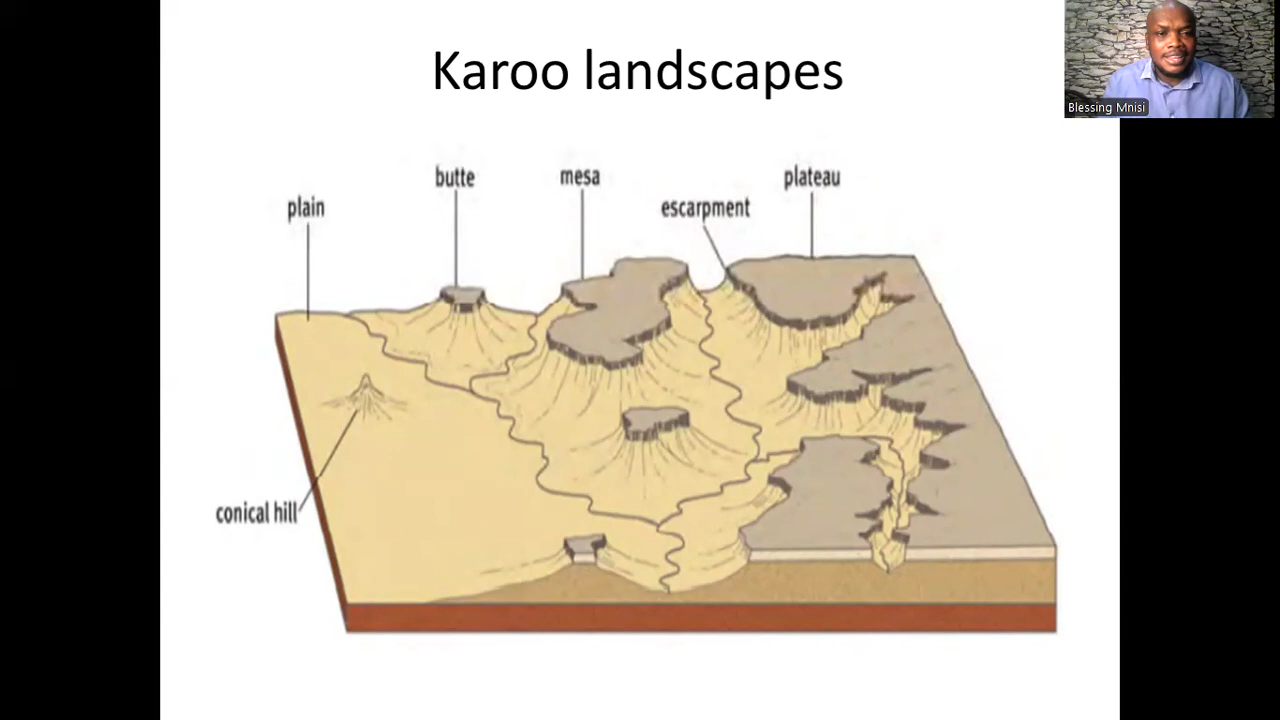 Karoo landscapes
Blessing Mnisi
butte
mesa
plateau
plain
escarpment
conical hill